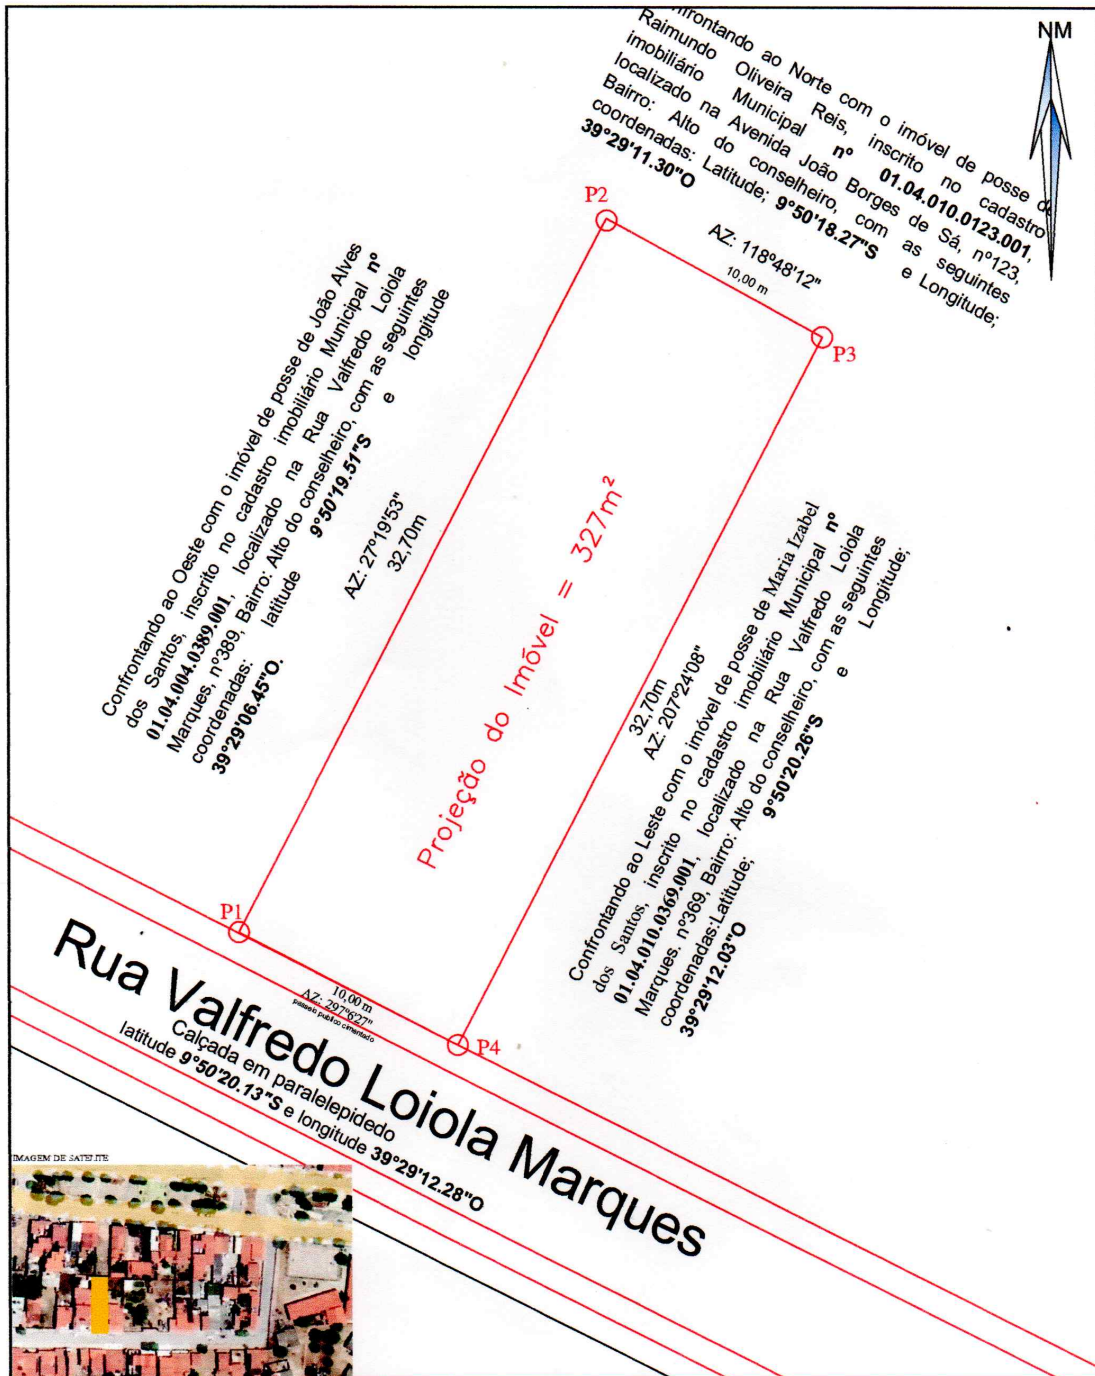 NM
nfrontando ao Norte com o imóvel de posse de
Raimundo Oliveira Reis, inscrito no cadastro
imobiliário Municipal nº 01.04.010.0123.001,
localizado na Avenida João Borges de Sá, nº123,
Bairro: Alto do conselheiro, com as seguintes
coordenadas: Latitude; 9°50'18.27"S e Longitude;
39°29'11.30"O
P2
AZ: 118°48'12"
10,00 m
P3
Confrontando ao Oeste com o imóvel de posse de João Alves
dos Santos, inscrito no cadastro imobiliário Municipal nº
01.04.004.0389.001, localizado na Rua Valfredo Loiola
Marques, nº389, Bairro: Alto do conselheiro, com as seguintes
coordenadas: latitude 9°50'19.51"S e longitude
39°29'06.45"O.
AZ: 27°19'53"
32,70m
Projeção do Imóvel = 327m²
32,70m
AZ: 207°24'08"
Confrontando ao Leste com o imóvel de posse de Maria Izabel
dos Santos, inscrito no cadastro imobiliário Municipal nº
01.04.010.0369.001, localizado na Rua Valfredo Loiola
Marques, nº369, Bairro: Alto do conselheiro, com as seguintes
coordenadas:Latitude; 9°50'20.26"S e Longitude;
39°29'12.03"O
P1
10,00 m
AZ: 297°6'27"
passeio publico cimentado
P4
Rua Valfredo Loiola Marques
Calçada em paralelepidedo
latitude 9°50'20.13"S e longitude 39°29'12.28"O
IMAGEM DE SATELITE